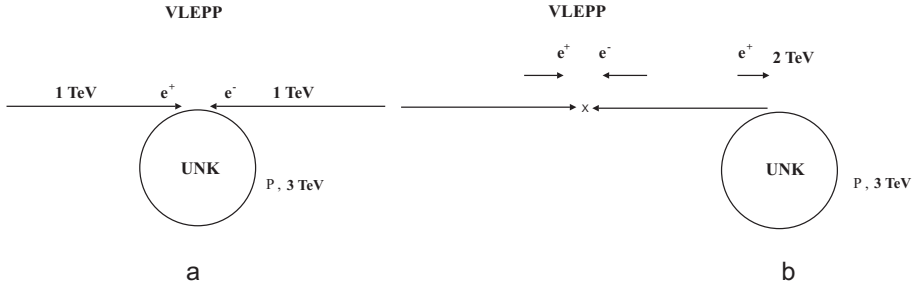 VLEPP
1 TeV e⁺ e⁻ 1 TeV
UNK
P, 3 TeV
a
VLEPP
e⁺ e⁻ e⁺ 2 TeV
x
UNK
P, 3 TeV
b